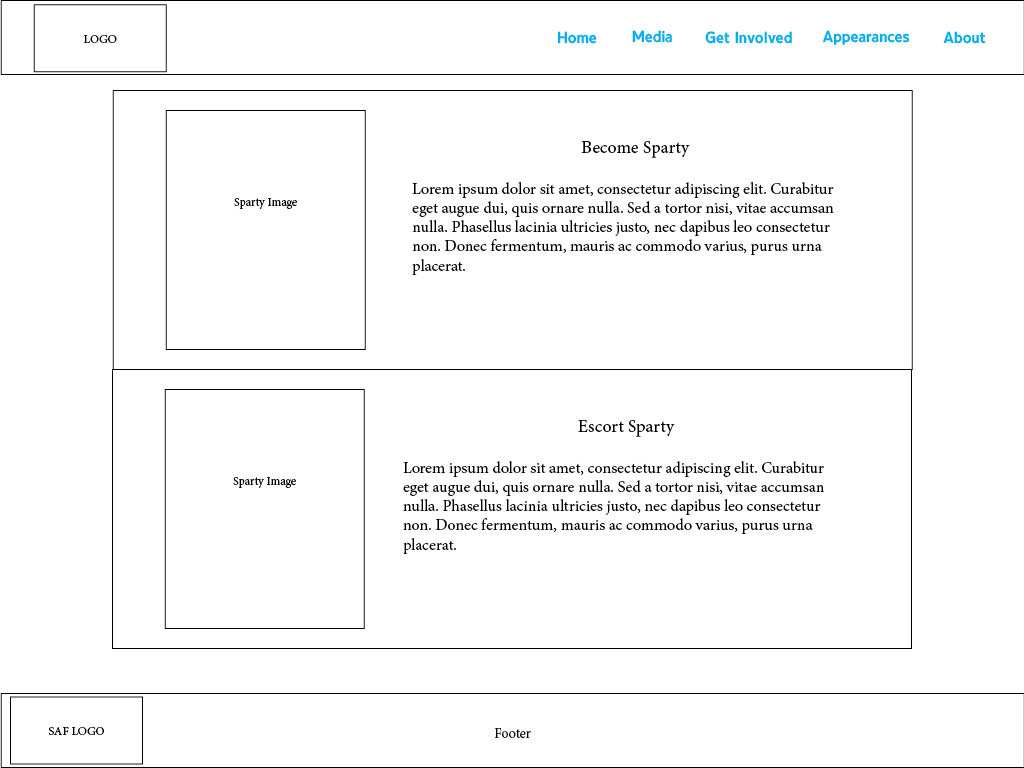 LOGO
Home Media Get Involved Appearances About
Sparty Image
Become Sparty
Lorem ipsum dolor sit amet, consectetur adipiscing elit. Curabitur
eget augue dui, quis ornare nulla. Sed a tortor nisi, vitae accumsan
nulla. Phasellus lacinia ultricies justo, nec dapibus leo consectetur
non. Donec fermentum, mauris ac commodo varius, purus urna
placerat.
Sparty Image
Escort Sparty
Lorem ipsum dolor sit amet, consectetur adipiscing elit. Curabitur
eget augue dui, quis ornare nulla. Sed a tortor nisi, vitae accumsan
nulla. Phasellus lacinia ultricies justo, nec dapibus leo consectetur
non. Donec fermentum, mauris ac commodo varius, purus urna
placerat.
SAF LOGO
Footer